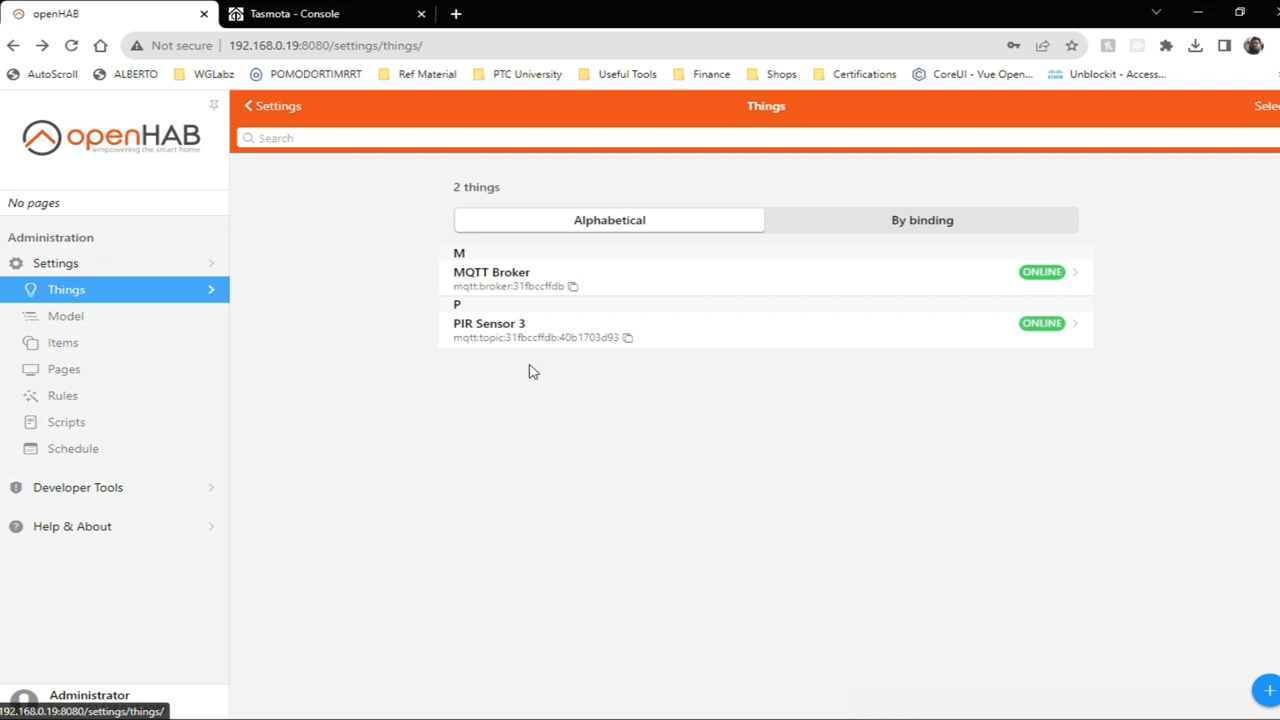 openHAB
Tasmota - Console
Not secure
192.168.0.19:8080/settings/things/
AutoScroll
ALBERTO
WGLabz
POMODORTIMRRT
Ref Material
PTC University
Useful Tools
Finance
Shops
Certifications
CoreUI - Vue Open...
Unblockit - Access...
openHAB
empowering the smart home
No pages
Administration
Settings
Things
Model
Items
Pages
Rules
Scripts
Schedule
Developer Tools
Help & About
Administrator
192.168.0.19:8080/settings/things/
Settings
Things
Sele
Search
2 things
Alphabetical
By binding
M
MQTT Broker
ONLINE
mqtt:broker:31fbccffdb
P
PIR Sensor 3
ONLINE
mqtt:topic:31fbccffdb:40b1703d93